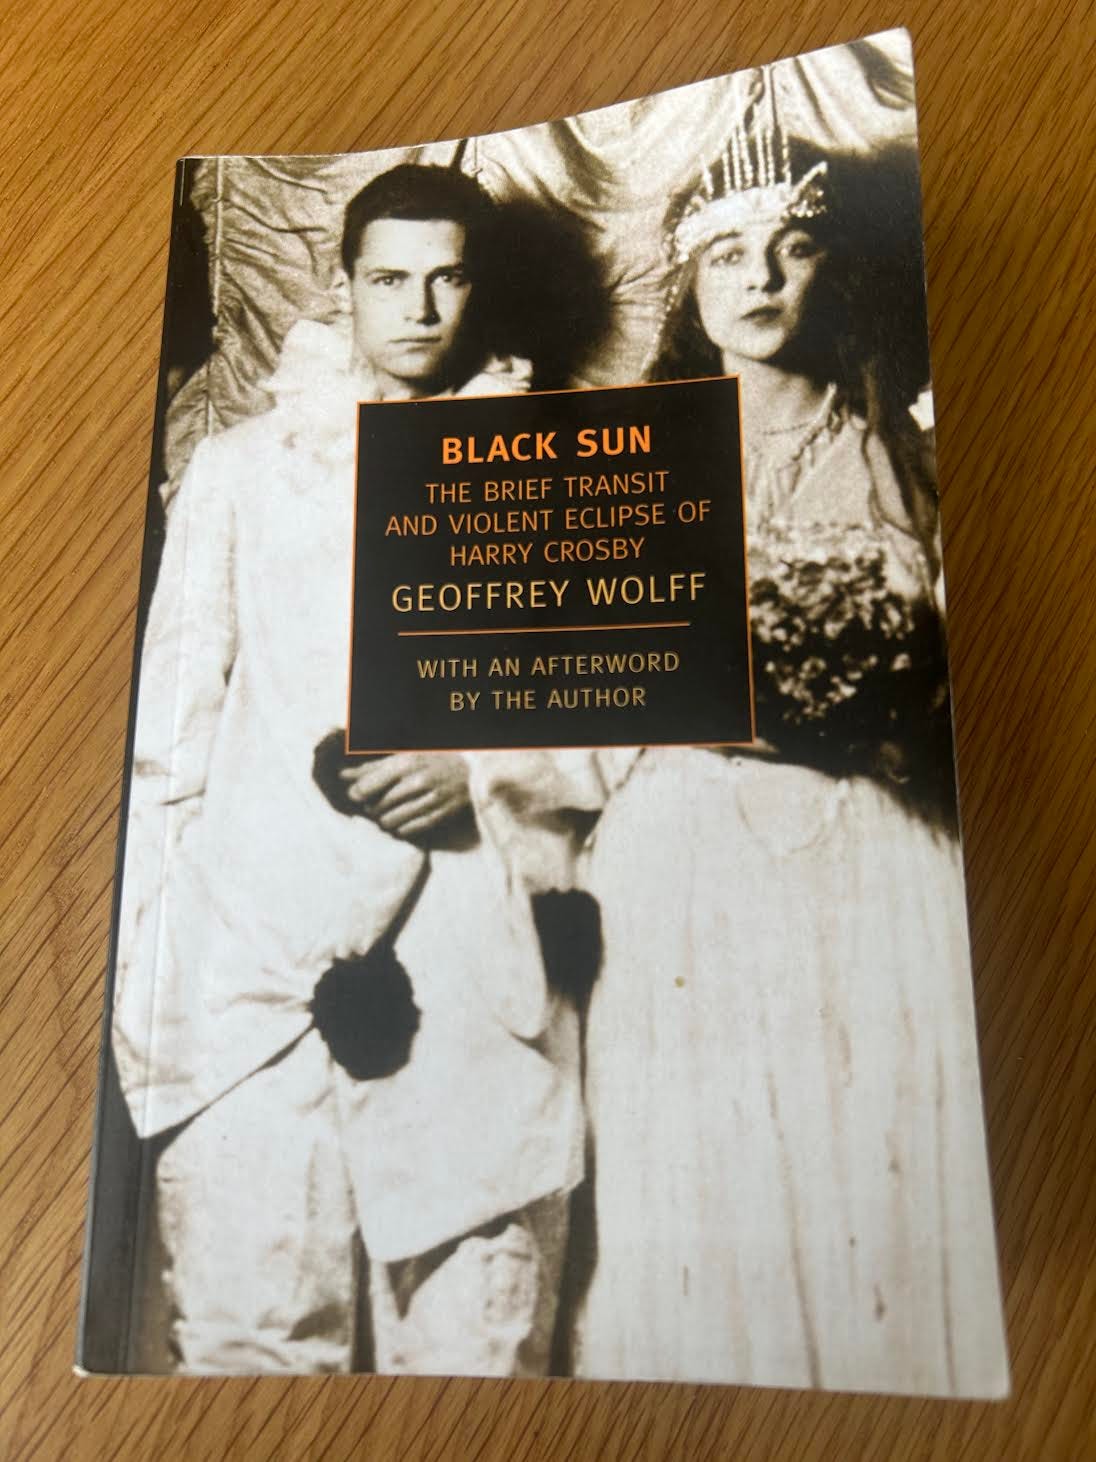 BLACK SUN
THE BRIEF TRANSIT
AND VIOLENT ECLIPSE OF
HARRY CROSBY
GEOFFREY WOLFF
WITH AN AFTERWORD
BY THE AUTHOR